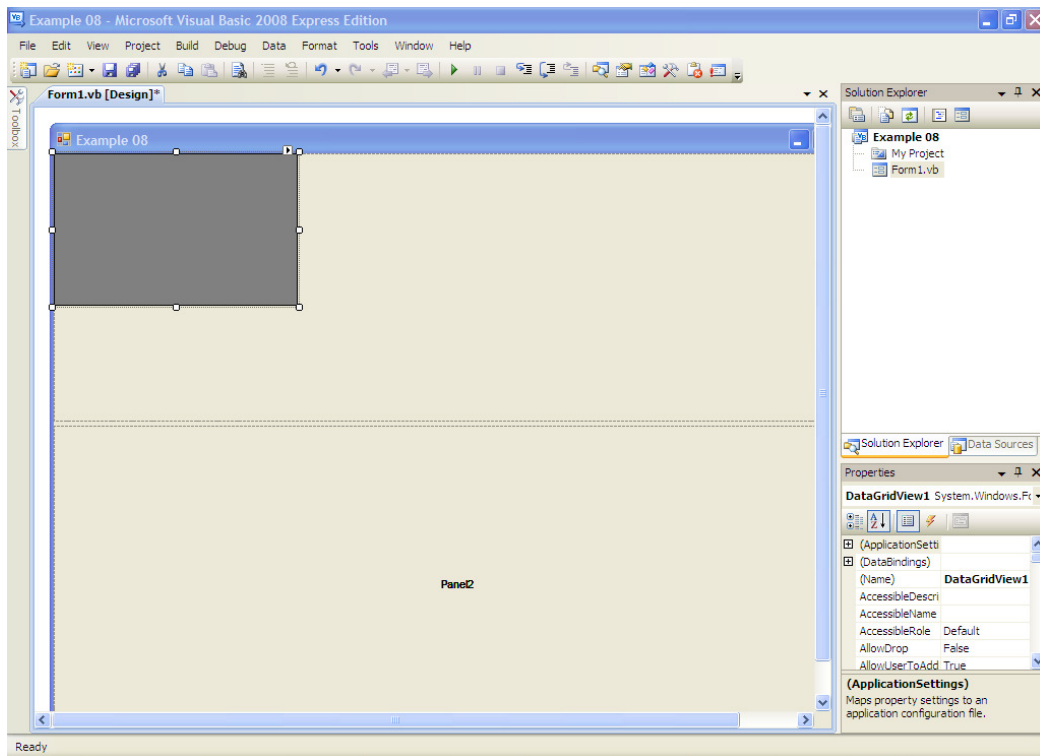 Example 08 - Microsoft Visual Basic 2008 Express Edition
File Edit View Project Build Debug Data Format Tools Window Help
Toolbox
Form1.vb [Design]*
Example 08
Panel2
Solution Explorer
Example 08
My Project
Form1.vb
Solution Explorer Data Sources
Properties
DataGridView1 System.Windows.Fc
(ApplicationSetti
(DataBindings)
(Name) DataGridView1
AccessibleDescri
AccessibleName
AccessibleRole Default
AllowDrop False
AllowUserToAdd True
(ApplicationSettings)
Maps property settings to an
application configuration file.
Ready